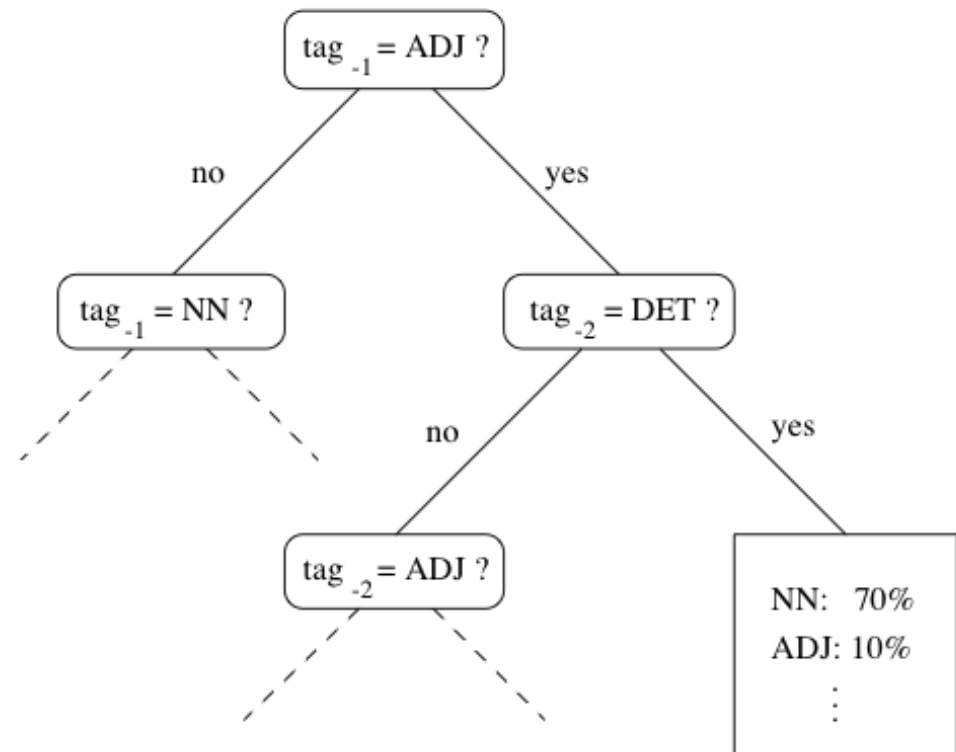 tag -1 = ADJ ?
no
yes
tag -1 = NN ?
tag -2 = DET ?
no
yes
tag -2 = ADJ ?
NN: 70%
ADJ: 10%
⋮